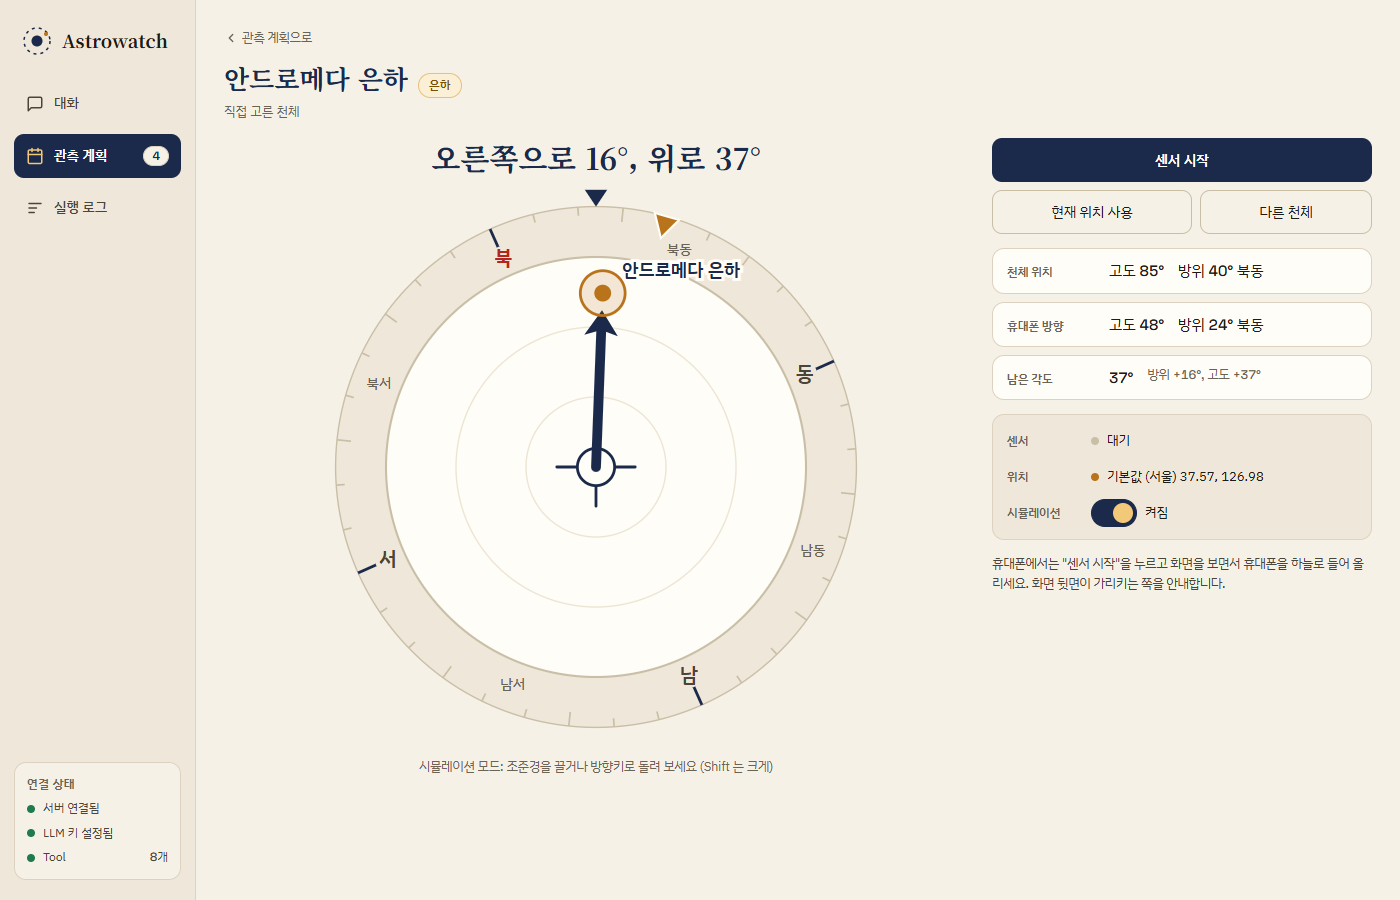 Astrowatch
대화
관측 계획
4
실행 로그
연결 상태
서버 연결됨
LLM 키 설정됨
Tool 8개
관측 계획으로
안드로메다 은하
은하
직접 고른 천체
오른쪽으로 16°, 위로 37°
북
북동
안드로메다 은하
동
북서
서
남동
남
남서
시뮬레이션 모드: 조준경을 끌거나 방향키로 돌려 보세요 (Shift 는 크게)
센서 시작
현재 위치 사용
다른 천체
천체 위치 고도 85° 방위 40° 북동
휴대폰 방향 고도 48° 방위 24° 북동
남은 각도 37° 방위 +16°, 고도 +37°
센서 대기
위치 기본값 (서울) 37.57, 126.98
시뮬레이션 켜짐
휴대폰에서는 "센서 시작"을 누르고 화면을 보면서 휴대폰을 하늘로 들어 올
리세요. 화면 뒷면이 가리키는 쪽을 안내합니다.